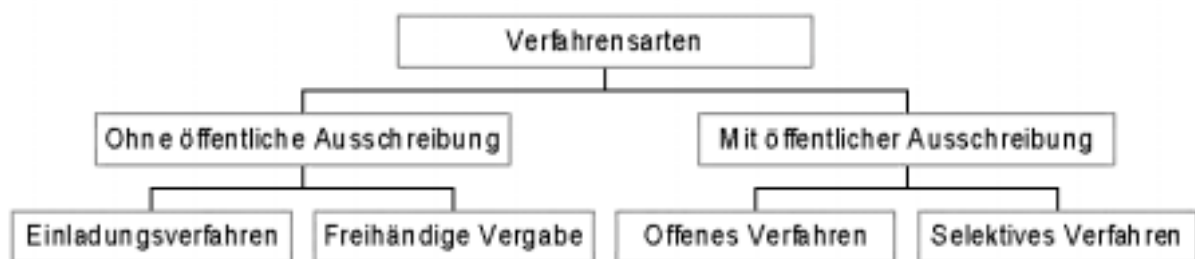 Verfahrensarten
Ohne öffentliche Ausschreibung
Mit öffentlicher Ausschreibung
Einladungsverfahren
Freihändige Vergabe
Offenes Verfahren
Selektives Verfahren